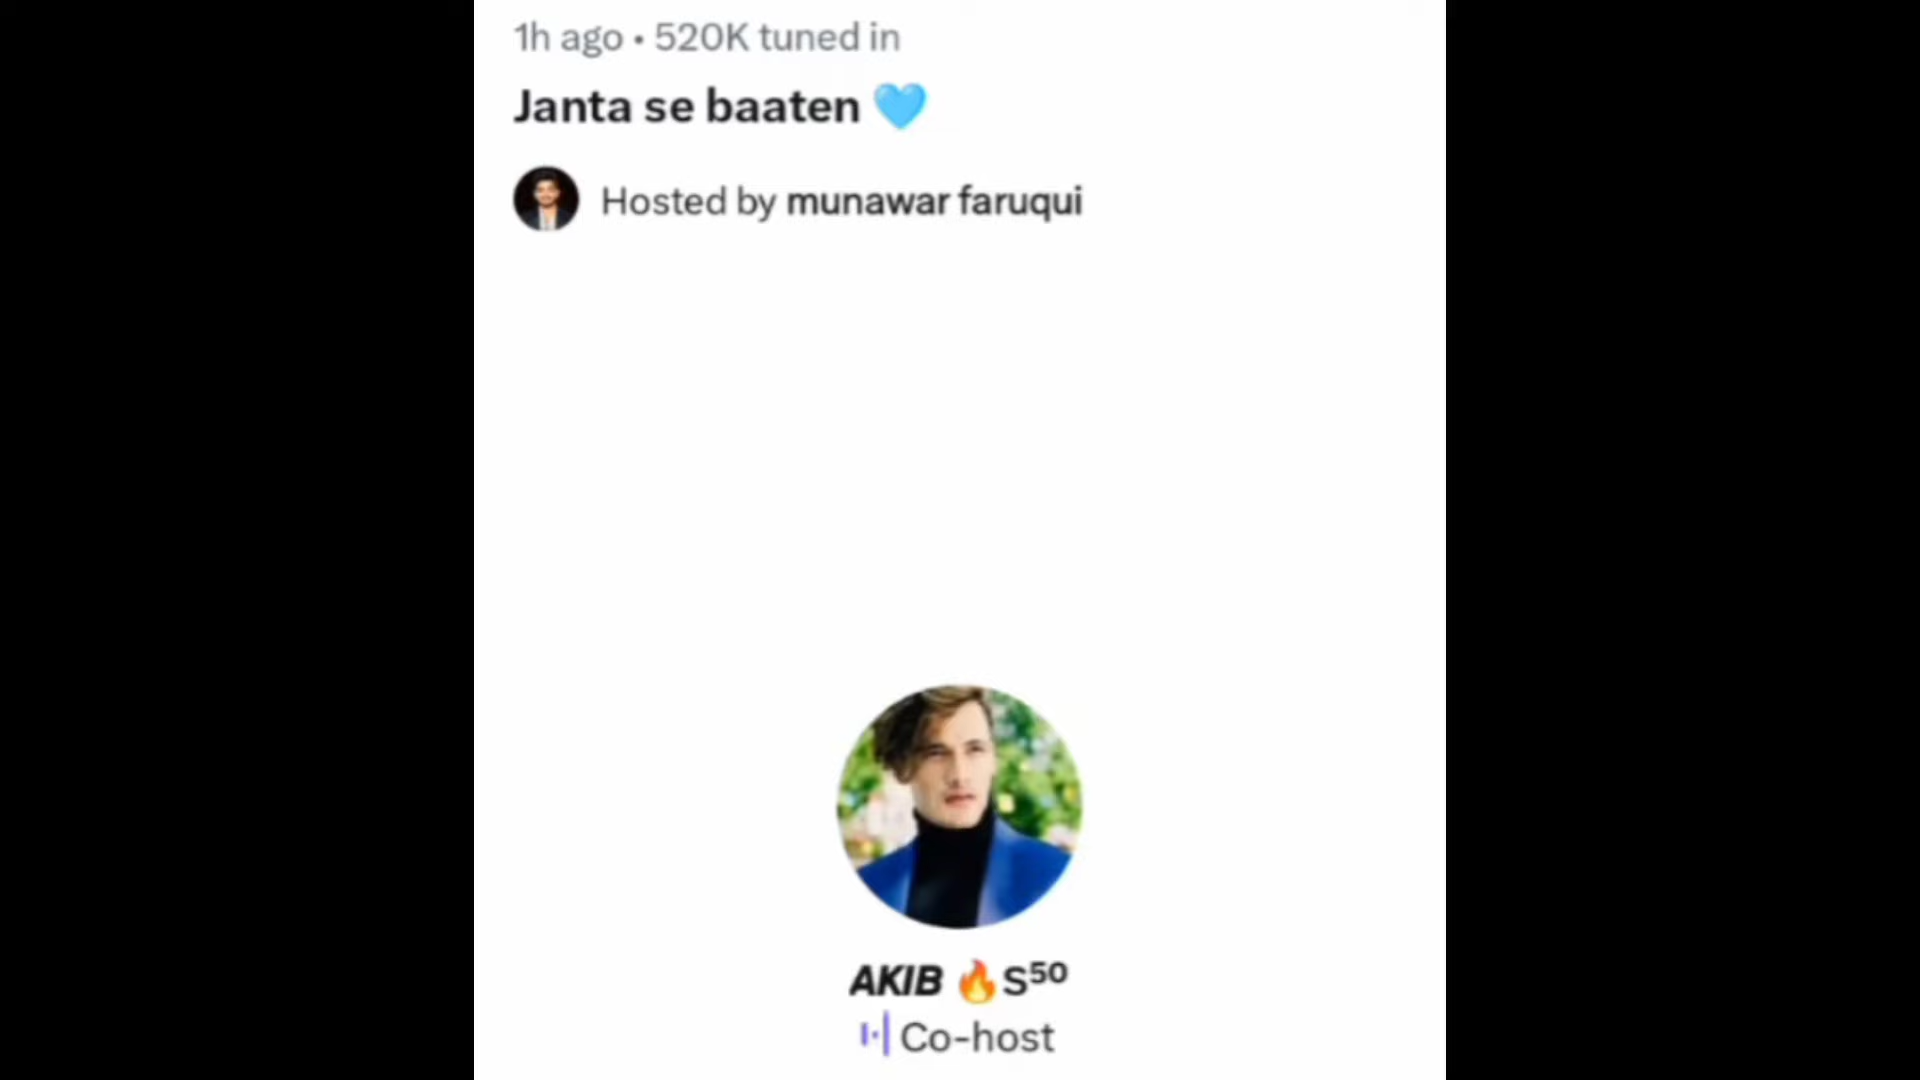 1h ago • 520K tuned in
Janta se baaten 🩵
Hosted by munawar faruqui
AKIB 🔥S⁵⁰
Co-host